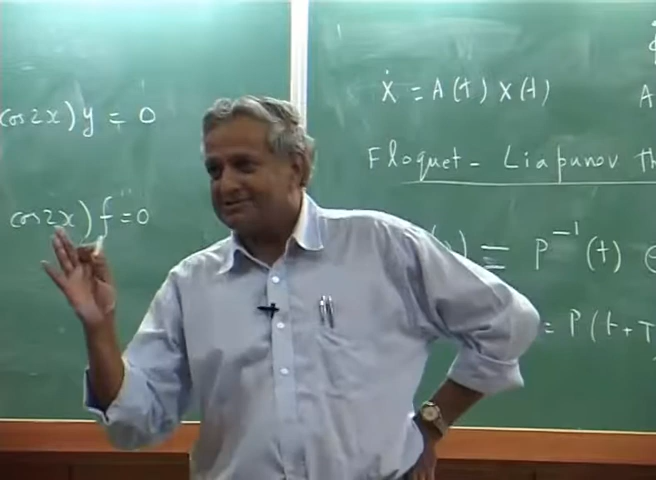 cos2x) y = 0
cos2x) f = 0
ẋ = A(t) x(t)
A
Floquet - Liapunov th
= P⁻¹(t) e
= P(t+T